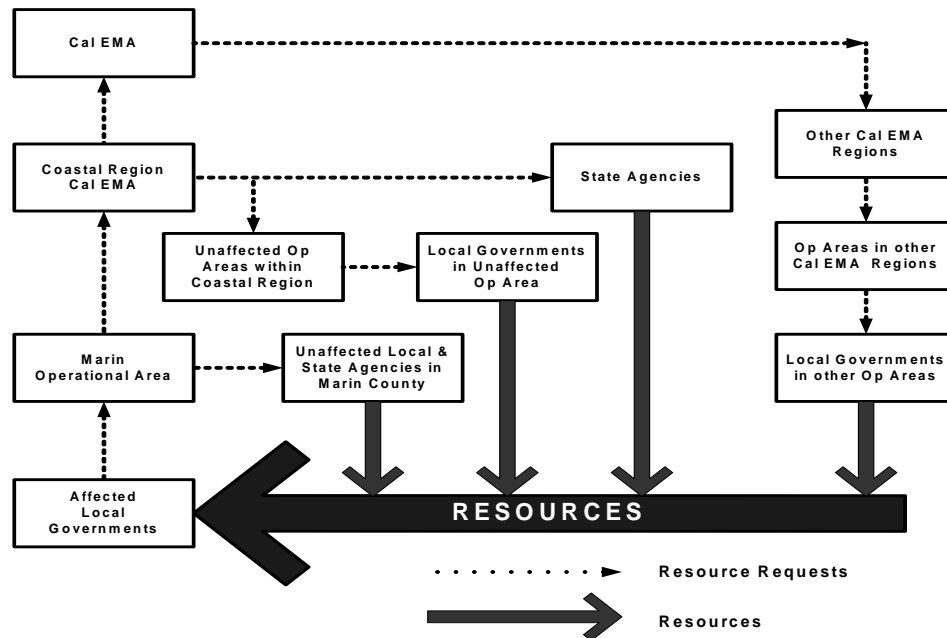 Cal EMA
Coastal Region
Cal EMA
State Agencies
Other Cal EMA
Regions
Unaffected Op
Areas within
Coastal Region
Local Governments
in Unaffected
Op Area
Op Areas in other
Cal EMA Regions
Marin
Operational Area
Unaffected Local &
State Agencies in
Marin County
Local Governments
in other Op Areas
Affected
Local
Governments
RESOURCES
Resource Requests
Resources